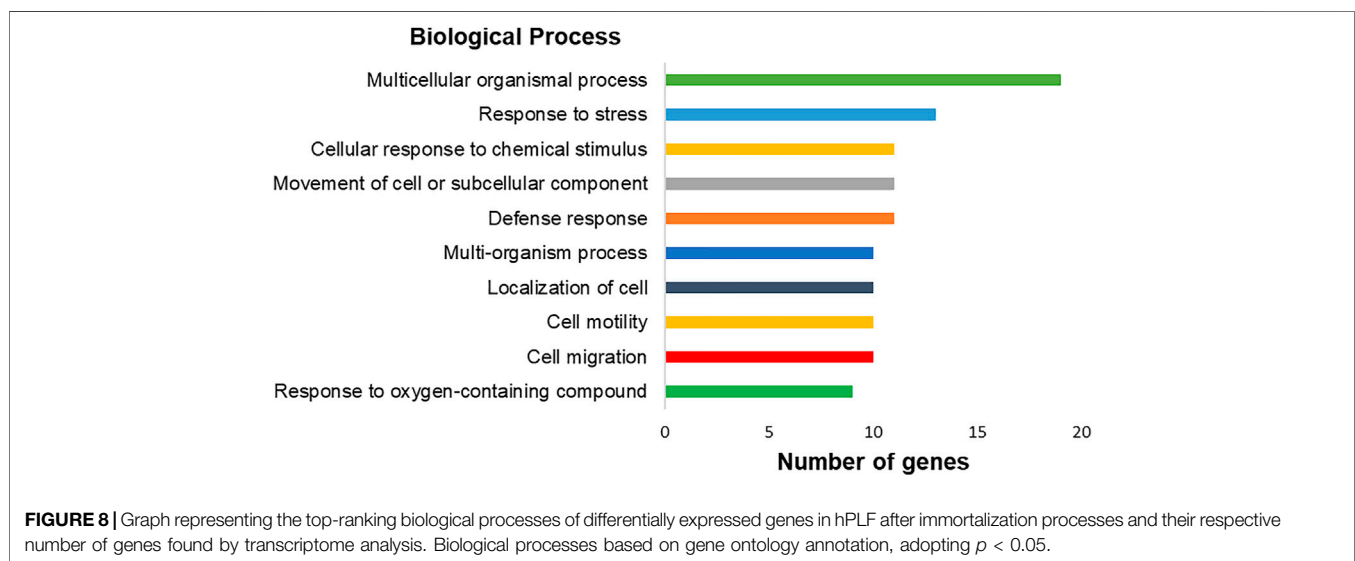 Biological Process
Multicellular organismal process
Response to stress
Cellular response to chemical stimulus
Movement of cell or subcellular component
Defense response
Multi-organism process
Localization of cell
Cell motility
Cell migration
Response to oxygen-containing compound
0 5 10 15 20
Number of genes
FIGURE 8 | Graph representing the top-ranking biological processes of differentially expressed genes in hPLF after immortalization processes and their respective
number of genes found by transcriptome analysis. Biological processes based on gene ontology annotation, adopting p < 0.05.